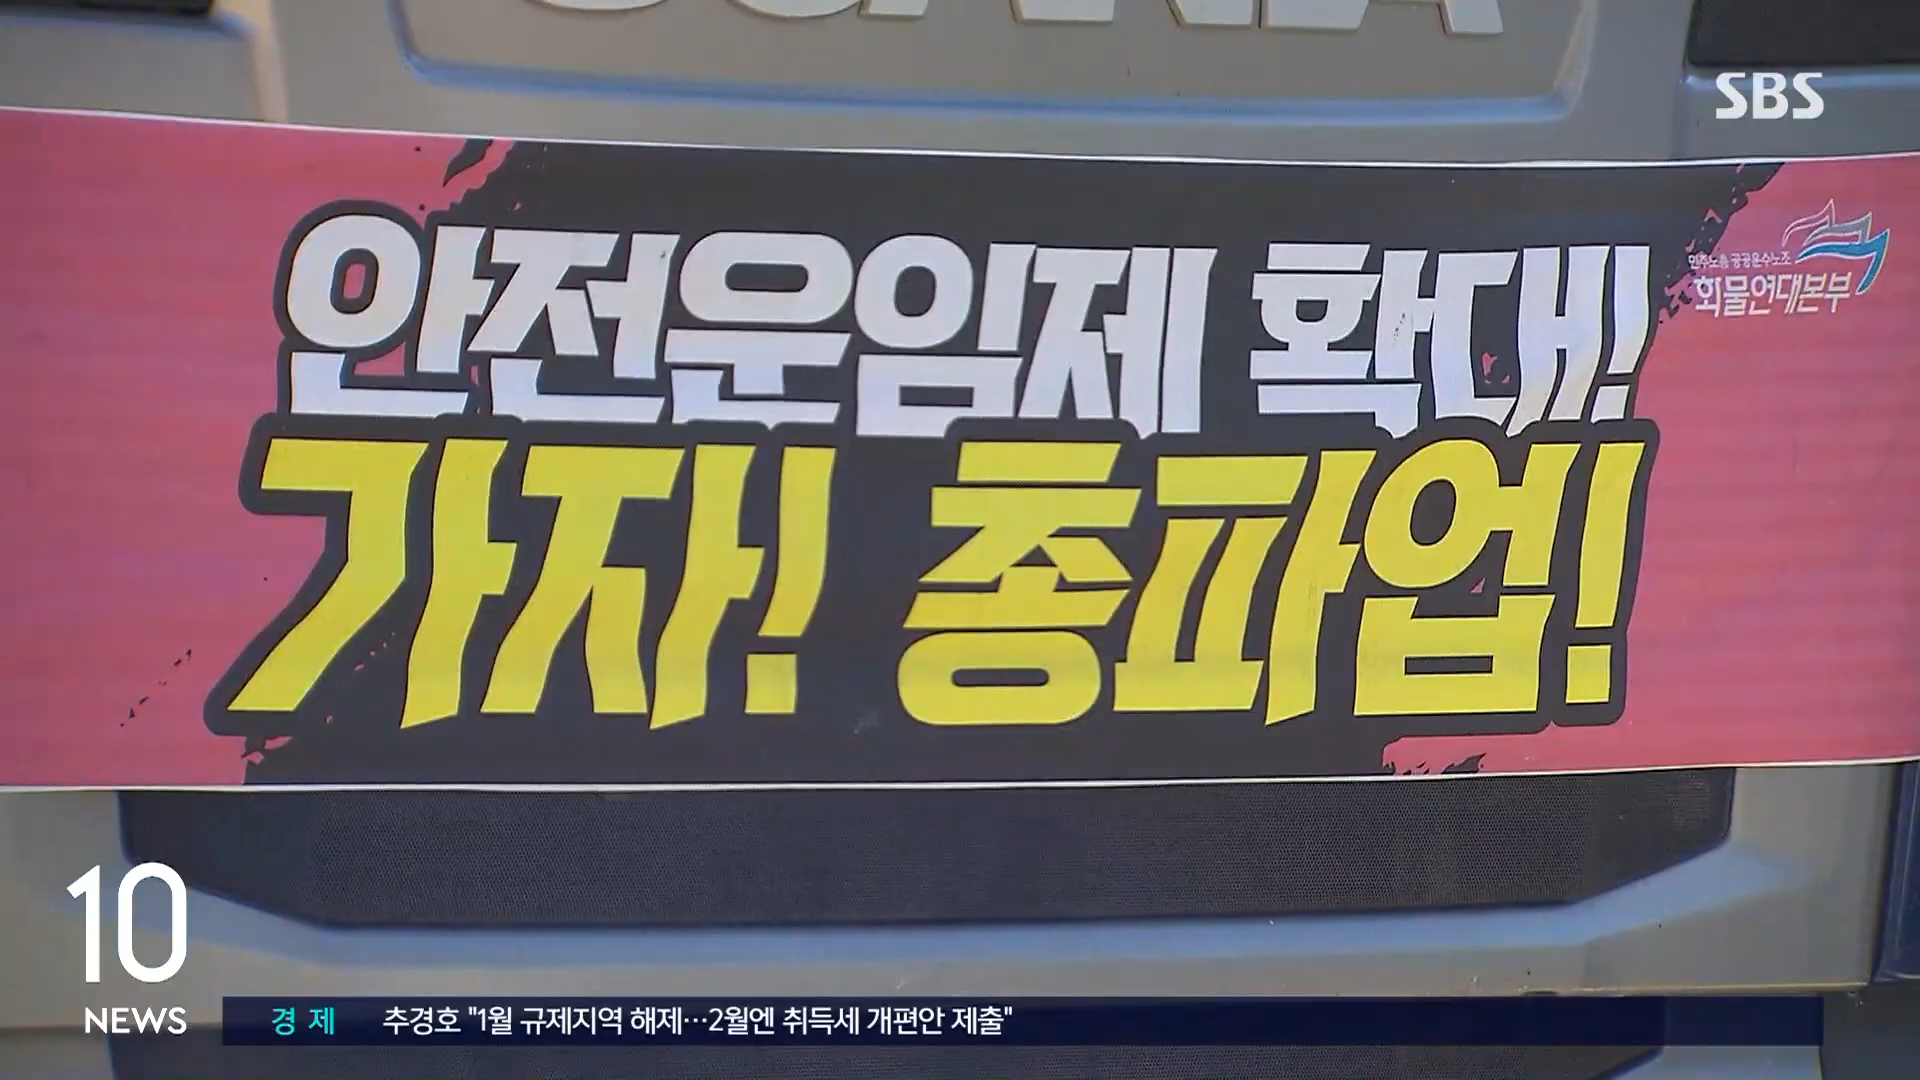 SBS
안전운임제 확대!
가자! 총파업!
민주노총 공공운수노조
화물연대본부
10
NEWS
경제 추경호 "1월 규제지역 해제…2월엔 취득세 개편안 제출"